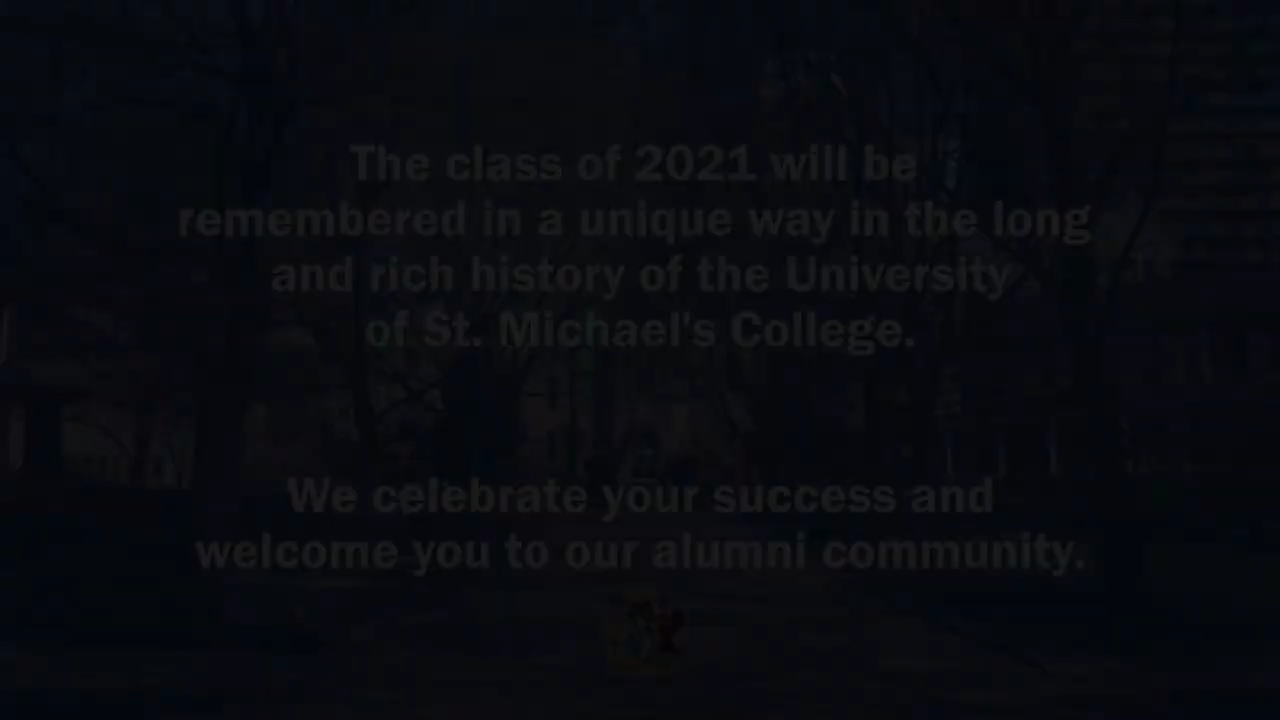 The class of 2021 will be
remembered in a unique way in the long
and rich history of the University
of St. Michael's College.
We celebrate your success and
welcome you to our alumni community.